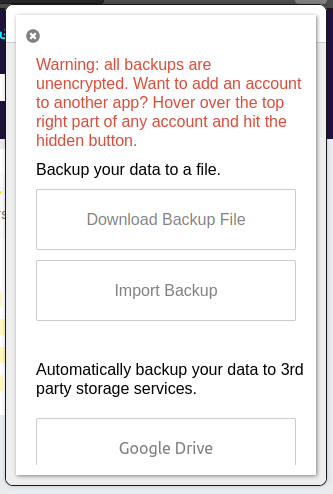 Warning: all backups are
unencrypted. Want to add an account
to another app? Hover over the top
right part of any account and hit the
hidden button.
Backup your data to a file.
Download Backup File
Import Backup
Automatically backup your data to 3rd
party storage services.
Google Drive